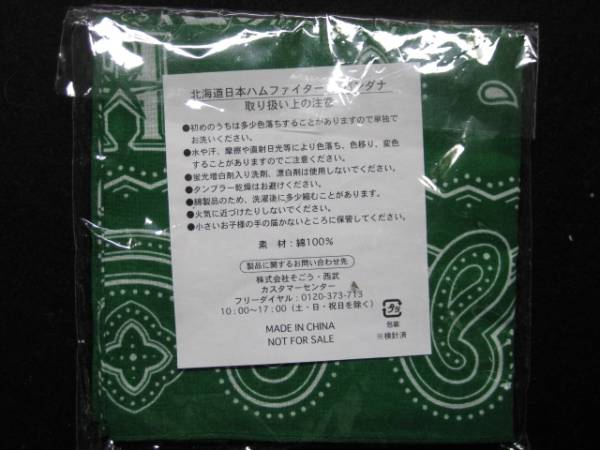 北海道日本ハムファイターズバンダナ
取り扱い上の注意
●初めのうちは多少色落ちすることがありますので単独で
お洗いください。
●水や汗、摩擦や直射日光等により色落ち、色移り、変色
することがありますのでご注意ください。
●蛍光増白剤入り洗剤、漂白剤は使用しないでください。
●タンブラー乾燥はお避けください。
●綿製品のため、洗濯後に多少縮むことがあります。
●火気に近づけたりしないでください。
●小さいお子様の手の届かないところに保管してください。
素 材:綿100%
製品に関するお問い合わせ先
株式会社そごう・西武
カスタマーセンター
フリーダイヤル:0120-373-713
10:00~17:00(土・日・祝日を除く)
MADE IN CHINA
NOT FOR SALE
プラ
包装
※検針済